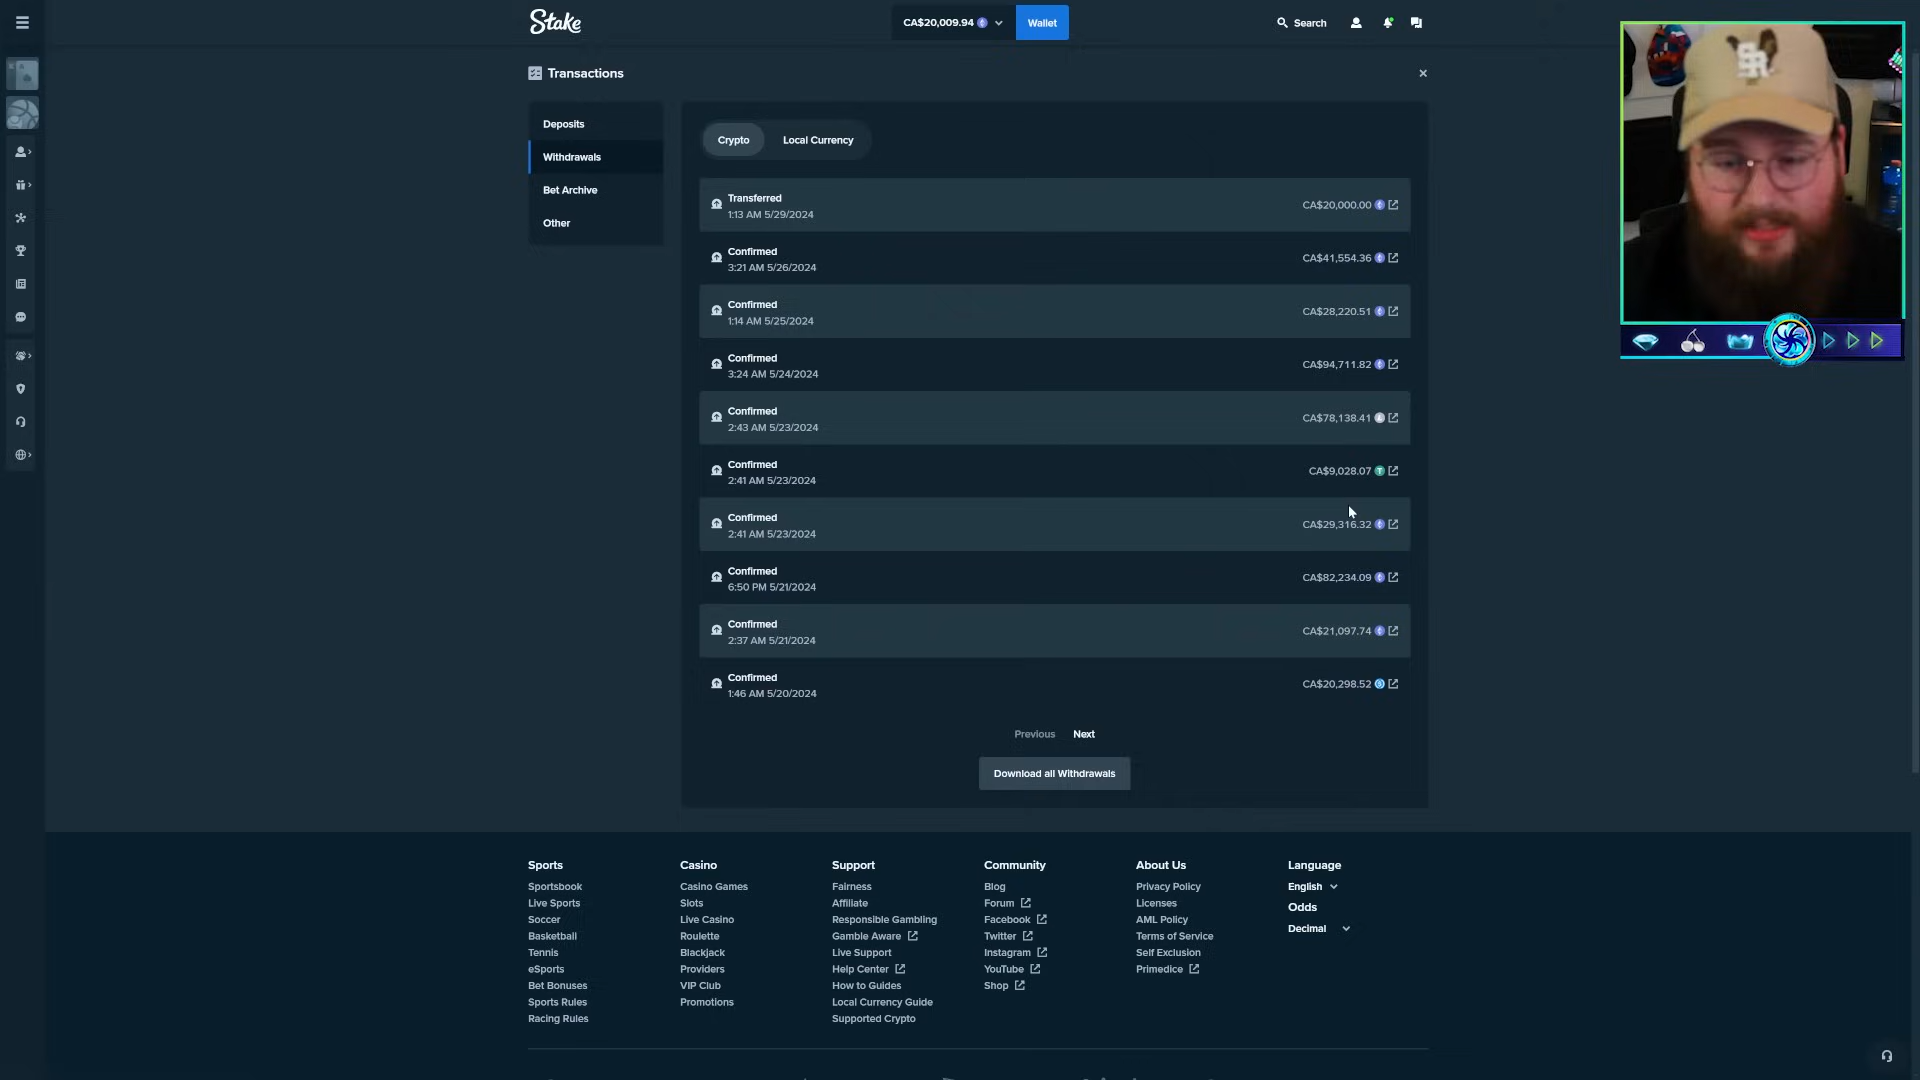 Stake
CA$20,009.94
Wallet
Search
Transactions
Deposits
Withdrawals
Bet Archive
Other
Crypto
Local Currency
Transferred
1:13 AM 5/29/2024
CA$20,000.00
Confirmed
3:21 AM 5/26/2024
CA$41,554.36
Confirmed
1:14 AM 5/25/2024
CA$28,220.51
Confirmed
3:24 AM 5/24/2024
CA$94,711.82
Confirmed
2:43 AM 5/23/2024
CA$78,138.41
Confirmed
2:41 AM 5/23/2024
CA$9,028.07
Confirmed
2:41 AM 5/23/2024
CA$29,316.32
Confirmed
6:50 PM 5/21/2024
CA$82,234.09
Confirmed
2:37 AM 5/21/2024
CA$21,097.74
Confirmed
1:46 AM 5/20/2024
CA$20,298.52
Previous
Next
Download all Withdrawals
Sports
Sportsbook
Live Sports
Soccer
Basketball
Tennis
eSports
Bet Bonuses
Sports Rules
Racing Rules
Casino
Casino Games
Slots
Live Casino
Roulette
Blackjack
Providers
VIP Club
Promotions
Support
Fairness
Affiliate
Responsible Gambling
Gamble Aware
Live Support
Help Center
How to Guides
Local Currency Guide
Supported Crypto
Community
Blog
Forum
Facebook
Twitter
Instagram
YouTube
Shop
About Us
Privacy Policy
Licenses
AML Policy
Terms of Service
Self Exclusion
Primedice
Language
English
Odds
Decimal
SR